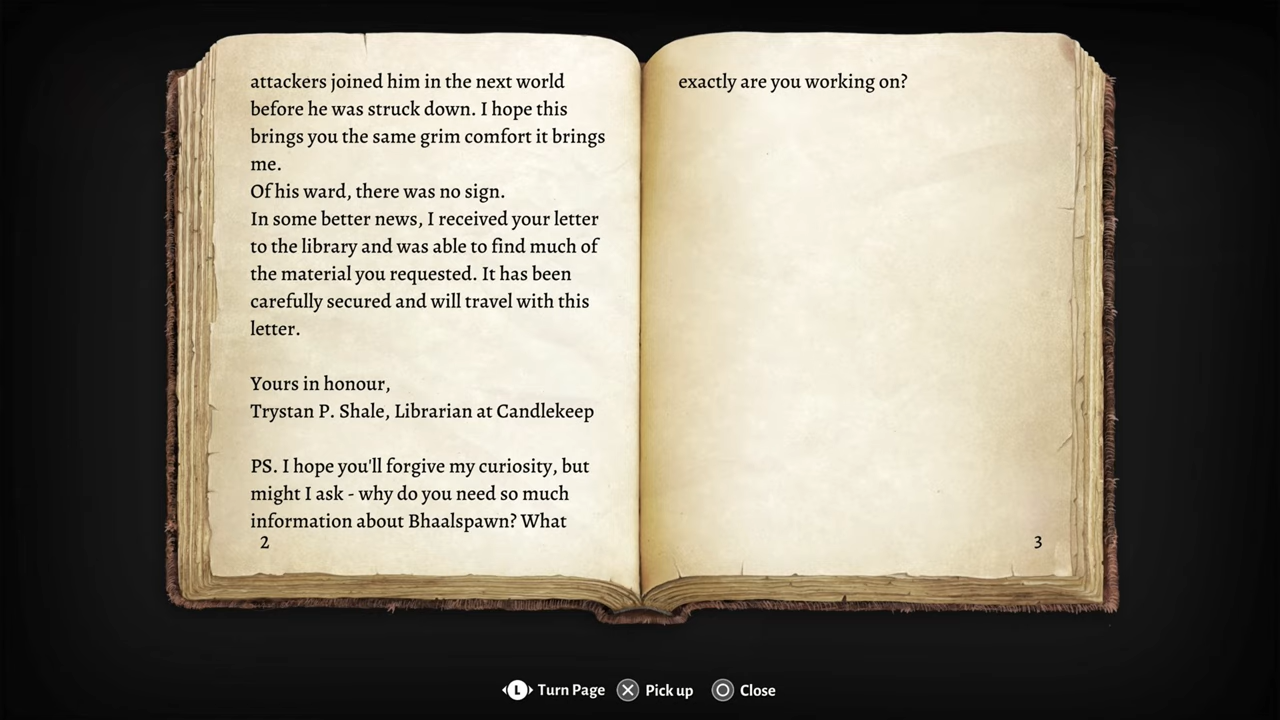 attackers joined him in the next world
before he was struck down. I hope this
brings you the same grim comfort it brings
me.
Of his ward, there was no sign.
In some better news, I received your letter
to the library and was able to find much of
the material you requested. It has been
carefully secured and will travel with this
letter.
Yours in honour,
Trystan P. Shale, Librarian at Candlekeep
PS. I hope you'll forgive my curiosity, but
might I ask - why do you need so much
information about Bhaalspawn? What
2
exactly are you working on?
3
L Turn Page Pick up Close